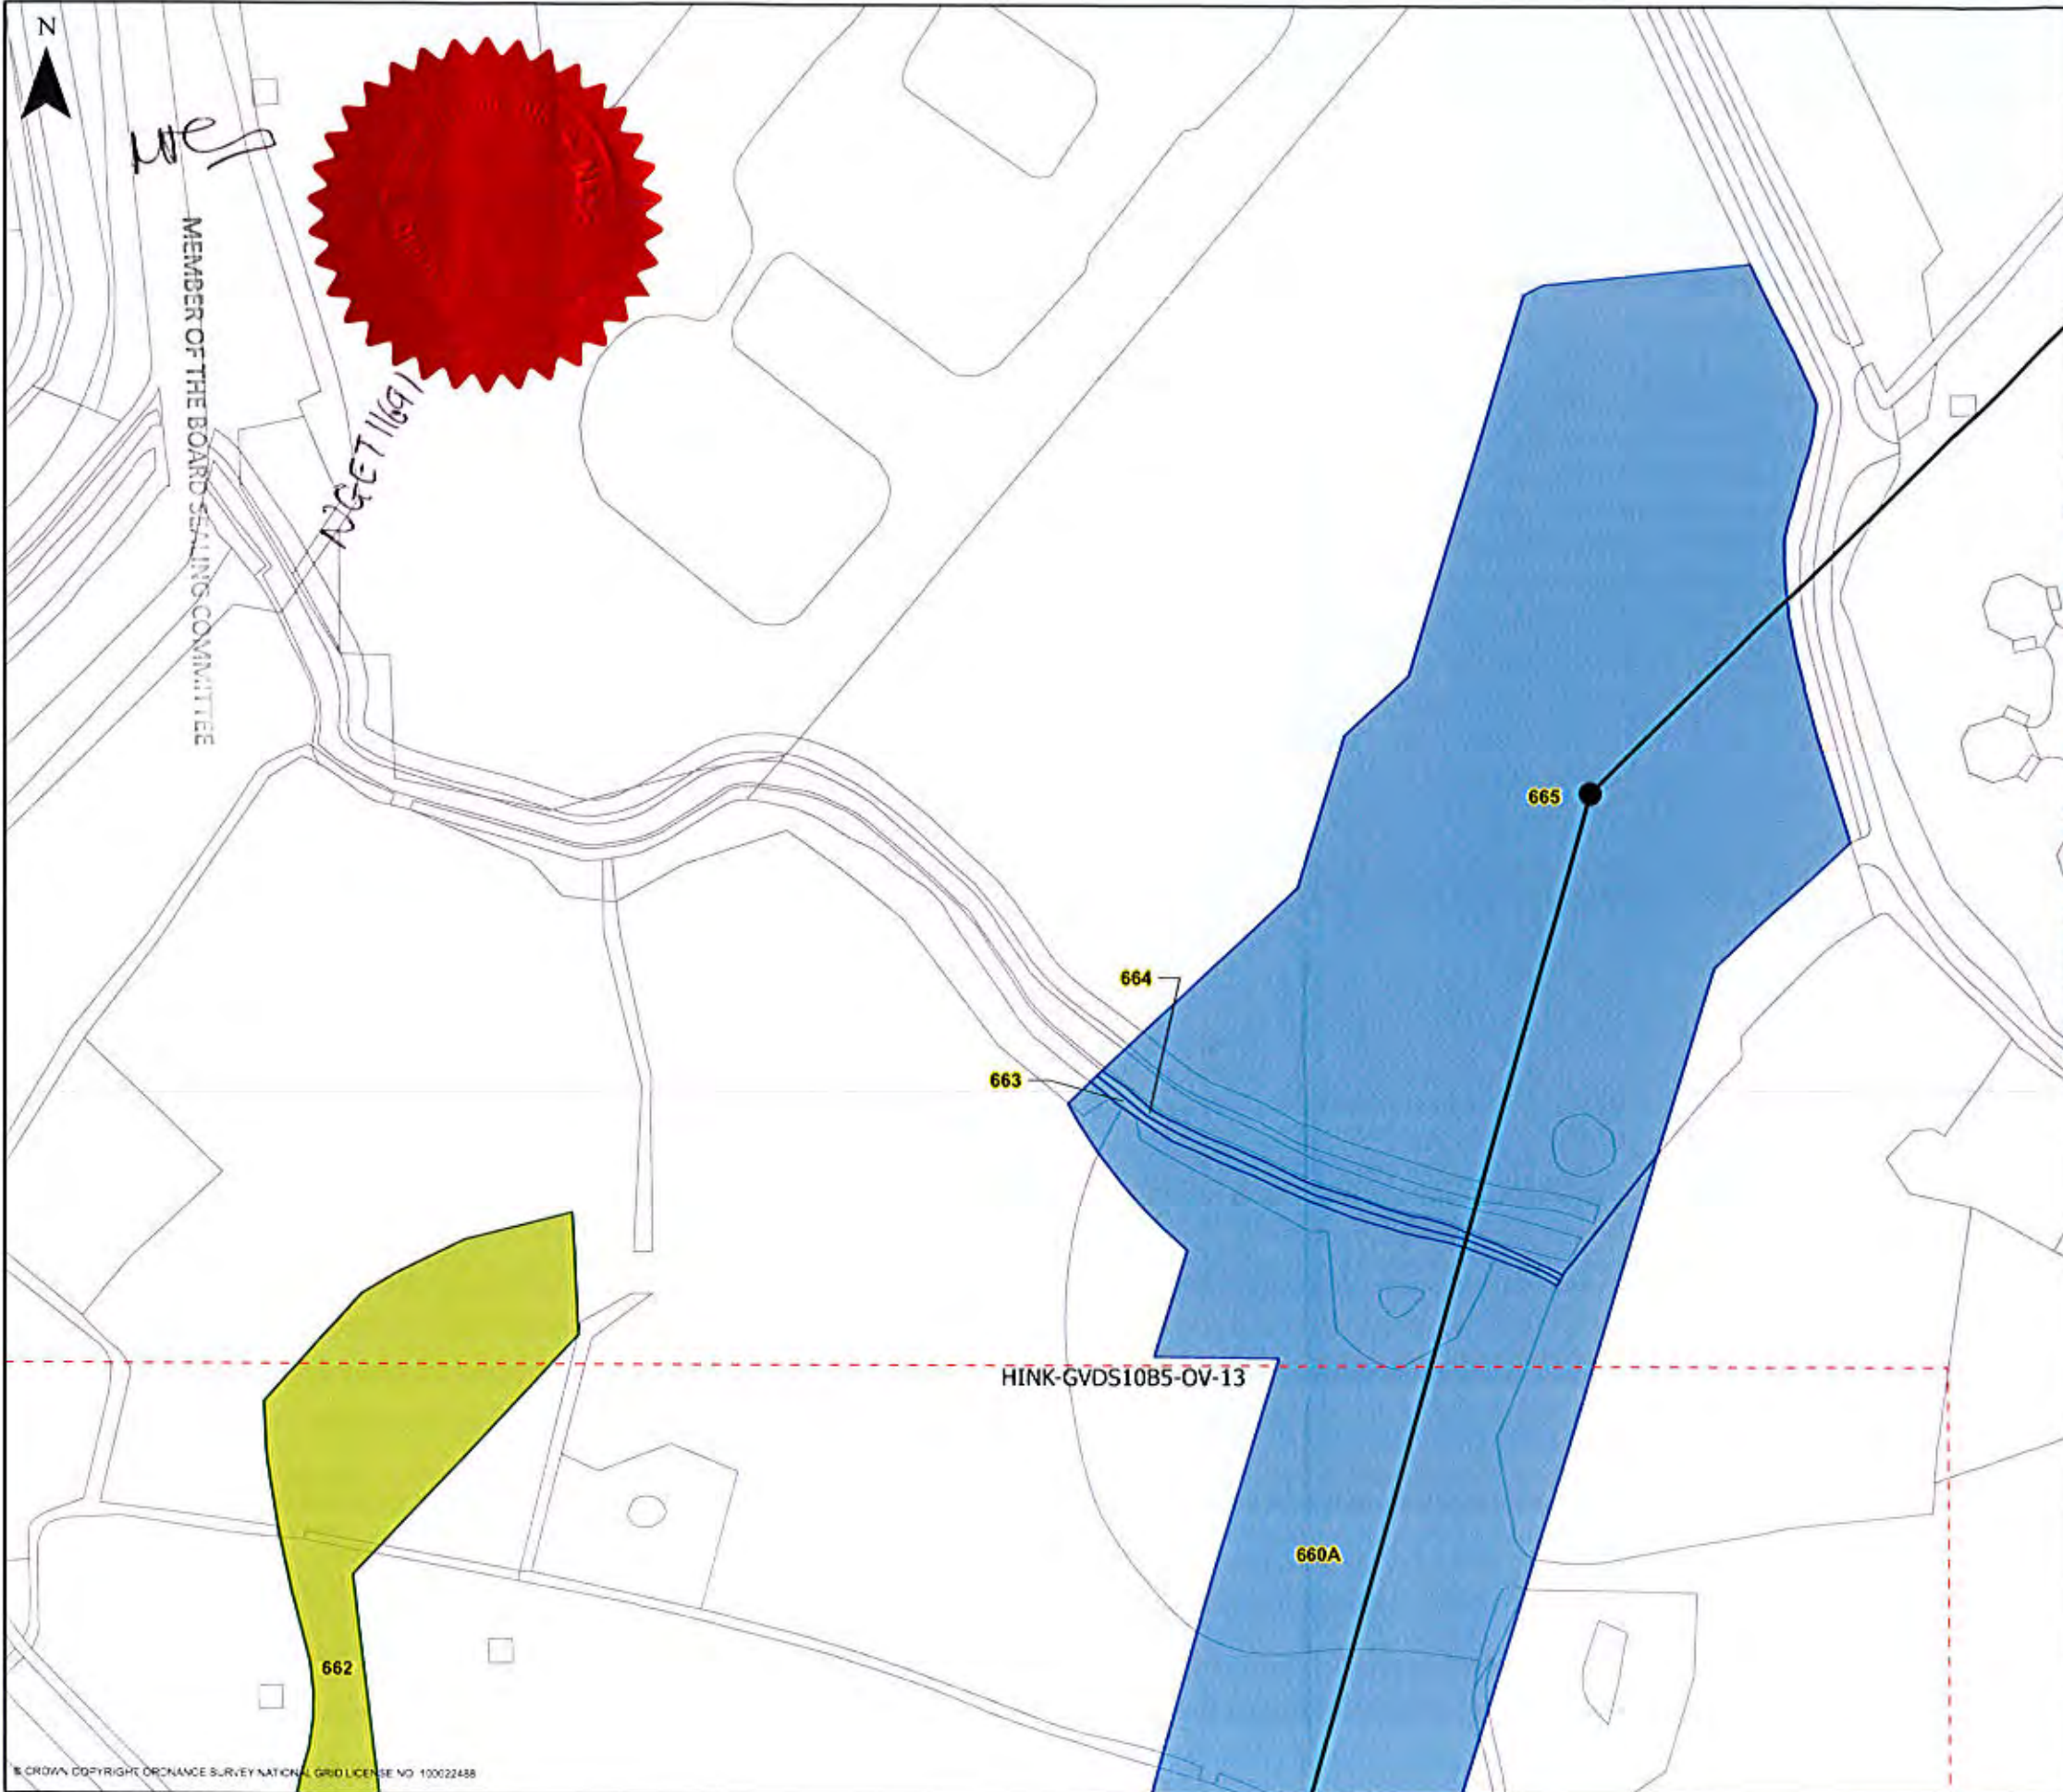 N
MEMBER OF THE BOARD SEALING COMMITTEE
NGET11691
665
664
663
HINK-GVDS10B5-OV-13
660A
662
© CROWN COPYRIGHT ORDNANCE SURVEY NATIONAL GRID LICENSE NO 100022488